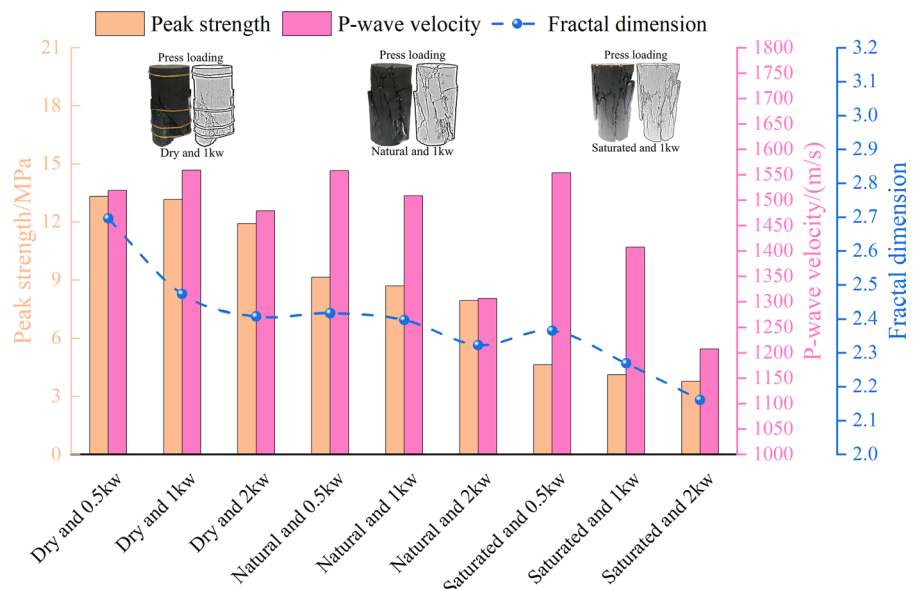 Peak strength P-wave velocity Fractal dimension
Press loading
Dry and 1kw
Press loading
Natural and 1kw
Press loading
Saturated and 1kw
Peak strength/MPa
21
18
15
12
9
6
3
0
P-wave velocity/(m/s)
1800
1750
1700
1650
1600
1550
1500
1450
1400
1350
1300
1250
1200
1150
1100
1050
1000
Fractal dimension
3.2
3.1
3.0
2.9
2.8
2.7
2.6
2.5
2.4
2.3
2.2
2.1
2.0
Dry and 0.5kw
Dry and 1kw
Dry and 2kw
Natural and 0.5kw
Natural and 1kw
Natural and 2kw
Saturated and 0.5kw
Saturated and 1kw
Saturated and 2kw